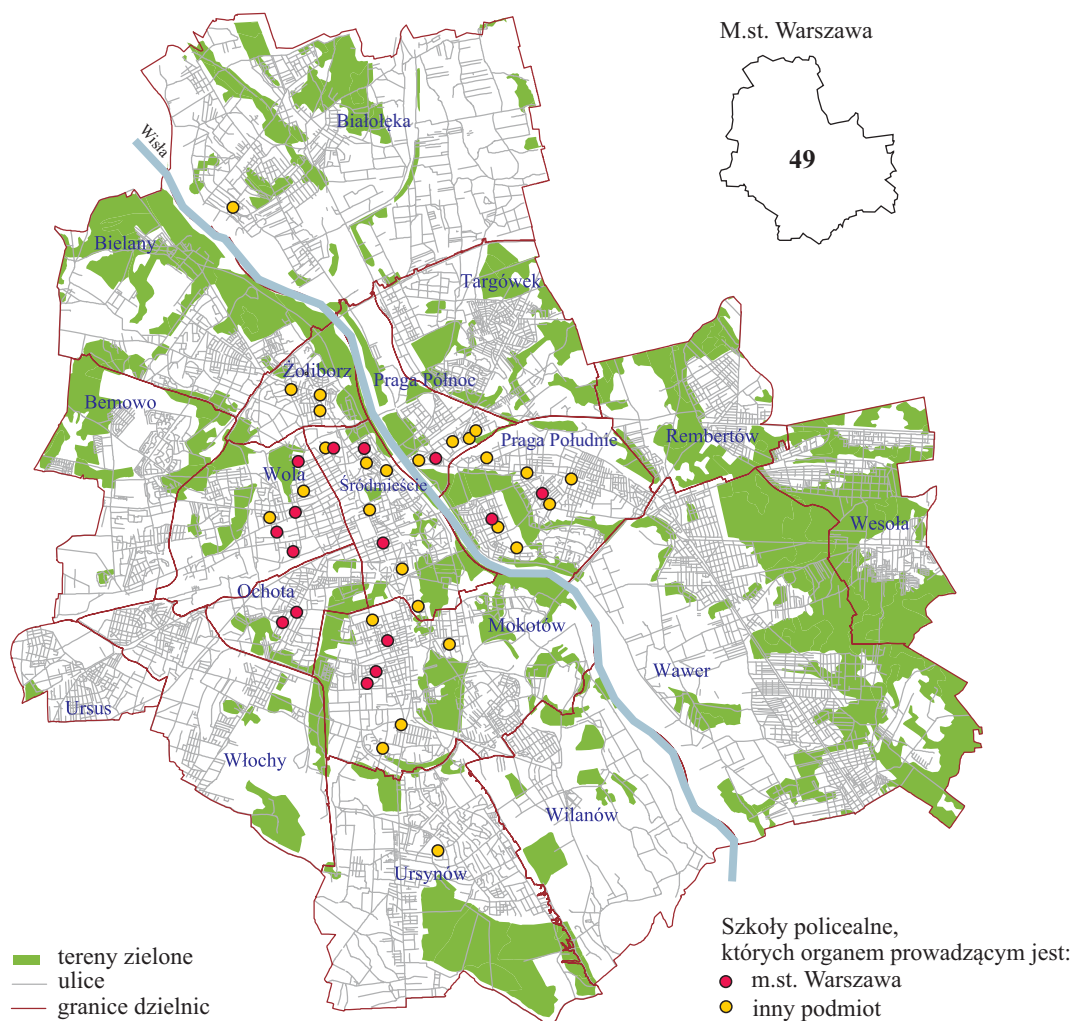 M.st. Warszawa
49
Wisła
Białołęka
Bielany
Targówek
Żoliborz
Praga Północ
Bemowo
Praga Południe
Rembertów
Wola
Śródmieście
Wesoła
Ochota
Mokotów
Wawer
Ursus
Włochy
Wilanów
Ursynów
tereny zielone
ulice
granice dzielnic
Szkoły policealne,
których organem prowadzącym jest:
m.st. Warszawa
inny podmiot